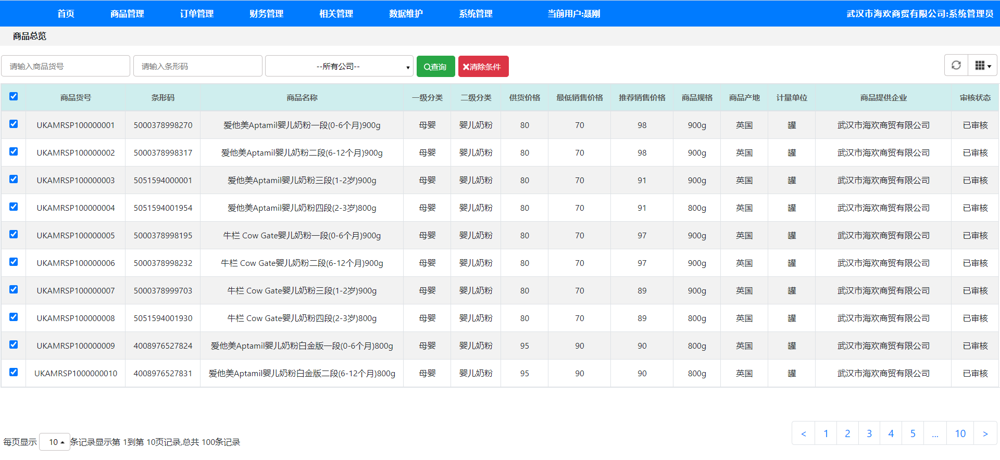 首页 商品管理 订单管理 财务管理 相关管理 数据维护 系统管理 当前用户:聂刚 武汉市海欢商贸有限公司:系统管理员
商品总览
请输入商品货号 请输入条形码 --所有公司-- 查询 清除条件
商品货号 条形码 商品名称 一级分类 二级分类 供货价格 最低销售价格 推荐销售价格 商品规格 商品产地 计量单位 商品提供企业 审核状态
UKAMRSP100000001 5000378998270 爱他美Aptamil婴儿奶粉一段(0-6个月)900g 母婴 婴儿奶粉 80 70 98 900g 英国 罐 武汉市海欢商贸有限公司 已审核
UKAMRSP100000002 5000378998317 爱他美Aptamil婴儿奶粉二段(6-12个月)900g 母婴 婴儿奶粉 80 70 98 900g 英国 罐 武汉市海欢商贸有限公司 已审核
UKAMRSP100000003 5051594000001 爱他美Aptamil婴儿奶粉三段(1-2岁)900g 母婴 婴儿奶粉 80 70 91 900g 英国 罐 武汉市海欢商贸有限公司 已审核
UKAMRSP100000004 5051594001954 爱他美Aptamil婴儿奶粉四段(2-3岁)800g 母婴 婴儿奶粉 80 70 91 800g 英国 罐 武汉市海欢商贸有限公司 已审核
UKAMRSP100000005 5000378998195 牛栏 Cow Gate婴儿奶粉一段(0-6个月)900g 母婴 婴儿奶粉 80 70 97 900g 英国 罐 武汉市海欢商贸有限公司 已审核
UKAMRSP100000006 5000378998232 牛栏 Cow Gate婴儿奶粉二段(6-12个月)900g 母婴 婴儿奶粉 80 70 97 900g 英国 罐 武汉市海欢商贸有限公司 已审核
UKAMRSP100000007 5000378999703 牛栏 Cow Gate婴儿奶粉三段(1-2岁)900g 母婴 婴儿奶粉 80 70 89 900g 英国 罐 武汉市海欢商贸有限公司 已审核
UKAMRSP100000008 5051594001930 牛栏 Cow Gate婴儿奶粉四段(2-3岁)800g 母婴 婴儿奶粉 80 70 89 800g 英国 罐 武汉市海欢商贸有限公司 已审核
UKAMRSP100000009 4008976527824 爱他美Aptamil婴儿奶粉白金版一段(0-6个月)800g 母婴 婴儿奶粉 95 90 90 800g 英国 罐 武汉市海欢商贸有限公司 已审核
UKAMRSP1000000010 4008976527831 爱他美Aptamil婴儿奶粉白金版二段(6-12个月)800g 母婴 婴儿奶粉 95 90 90 800g 英国 罐 武汉市海欢商贸有限公司 已审核
< 1 2 3 4 5 ... 10 >
每页显示 10 条记录显示第 1到第 10页记录,总共 100条记录